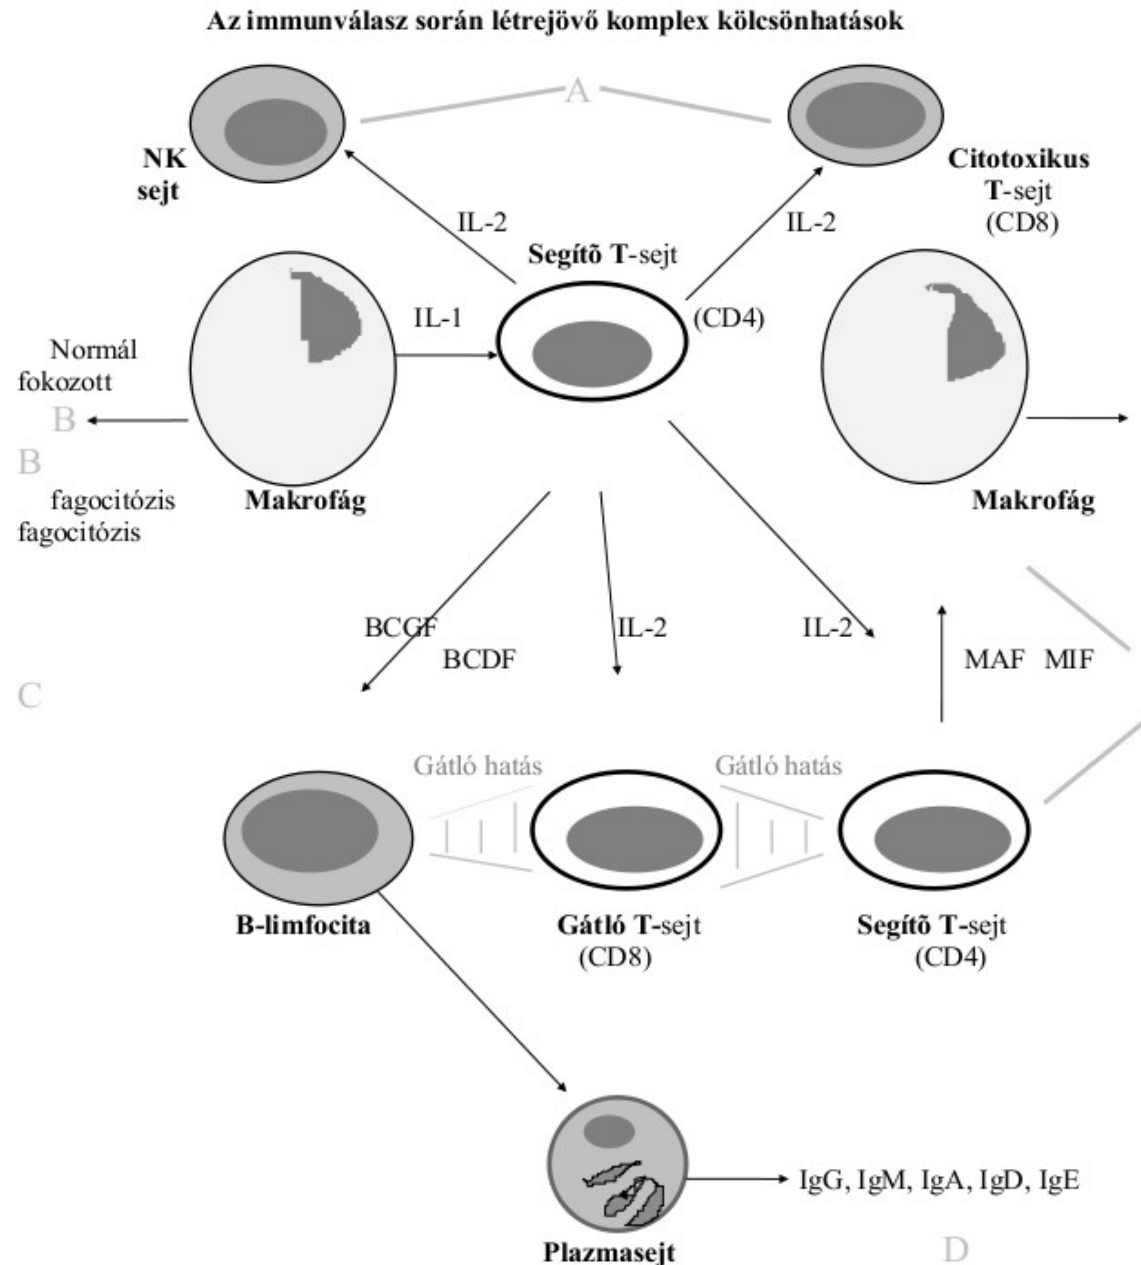 Az immunválasz során létrejövő komplex kölcsönhatások
A
NK
sejt
Citotoxikus
T-sejt
(CD8)
IL-2
IL-2
Segítõ T-sejt
IL-1
(CD4)
Normál
fokozott
B
B
fagocitózis
fagocitózis
Makrofág
Makrofág
BCGF
BCDF
IL-2
IL-2
MAF MIF
C
Gátló hatás
Gátló hatás
B-limfocita
Gátló T-sejt
(CD8)
Segítõ T-sejt
(CD4)
IgG, IgM, IgA, IgD, IgE
Plazmasejt
D